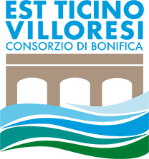 EST TICINO
VILLORESI
CONSORZIO DI BONIFICA